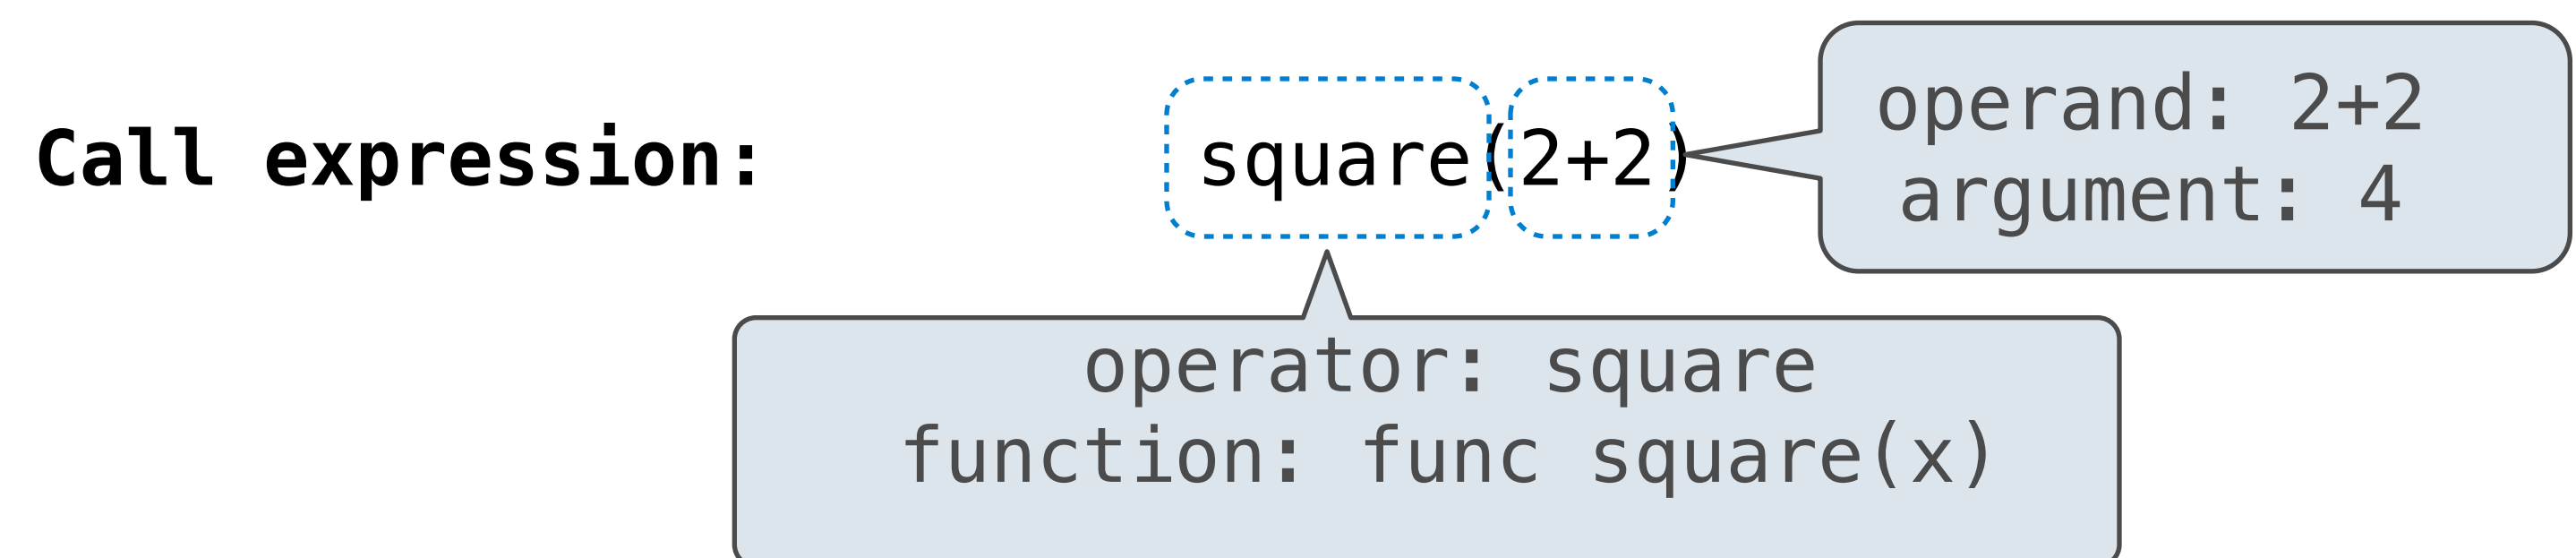 Call expression: square(2+2)
operand: 2+2
argument: 4
operator: square
function: func square(x)